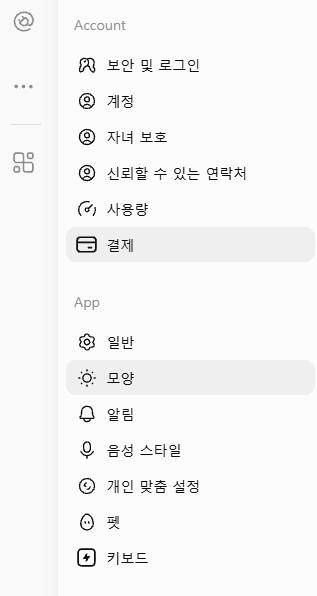 Account
보안 및 로그인
계정
자녀 보호
신뢰할 수 있는 연락처
사용량
결제
App
일반
모양
알림
음성 스타일
개인 맞춤 설정
펫
키보드